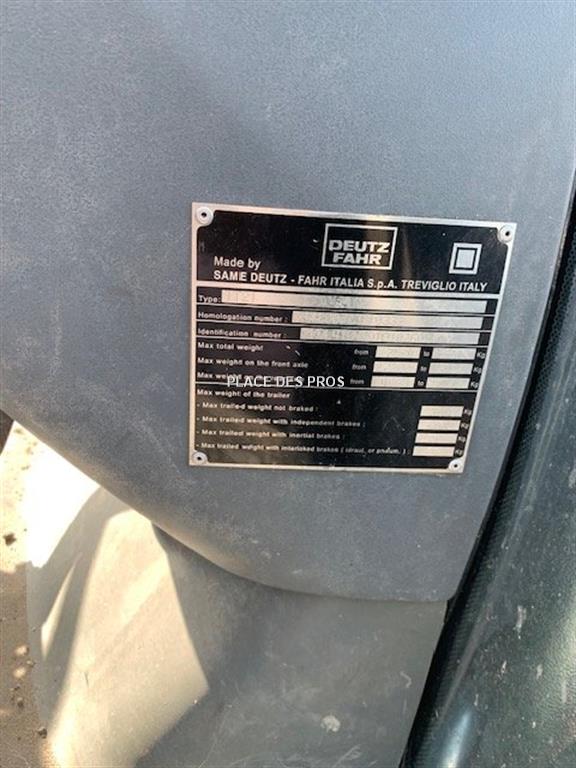 DEUTZ
FAHR
Made by
SAME DEUTZ - FAHR ITALIA S.p.A. TREVIGLIO ITALY
Type:
Homologation number :
Identification number :
Max total weight from to Kg
Max weight on the front axle from to Kg
Max weight from to Kg
PLACE DES PROS
Max weight of the trailer
- Max trailed weight not braked : Kg
- Max trailed weight with independent brakes : Kg
- Max trailed weight with inertial brakes : Kg
- Max trailed weight with interlocked brakes ( idraul. or pneum. ) : Kg